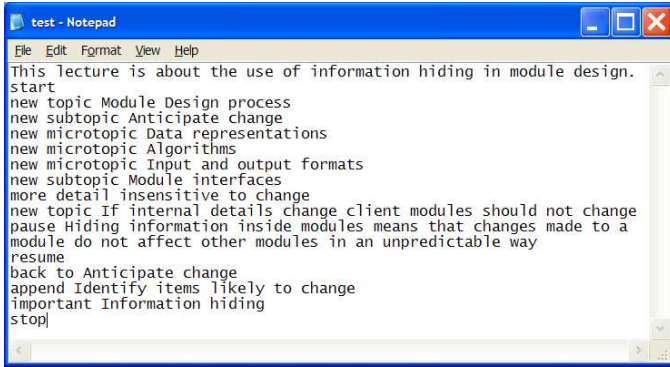 test - Notepad
File Edit Format View Help
This lecture is about the use of information hiding in module design.
start
new topic Module Design process
new subtopic Anticipate change
new microtopic Data representations
new microtopic Algorithms
new microtopic Input and output formats
new subtopic Module interfaces
more detail insensitive to change
new topic If internal details change client modules should not change
pause Hiding information inside modules means that changes made to a
module do not affect other modules in an unpredictable way
resume
back to Anticipate change
append Identify items likely to change
important Information hiding
stop